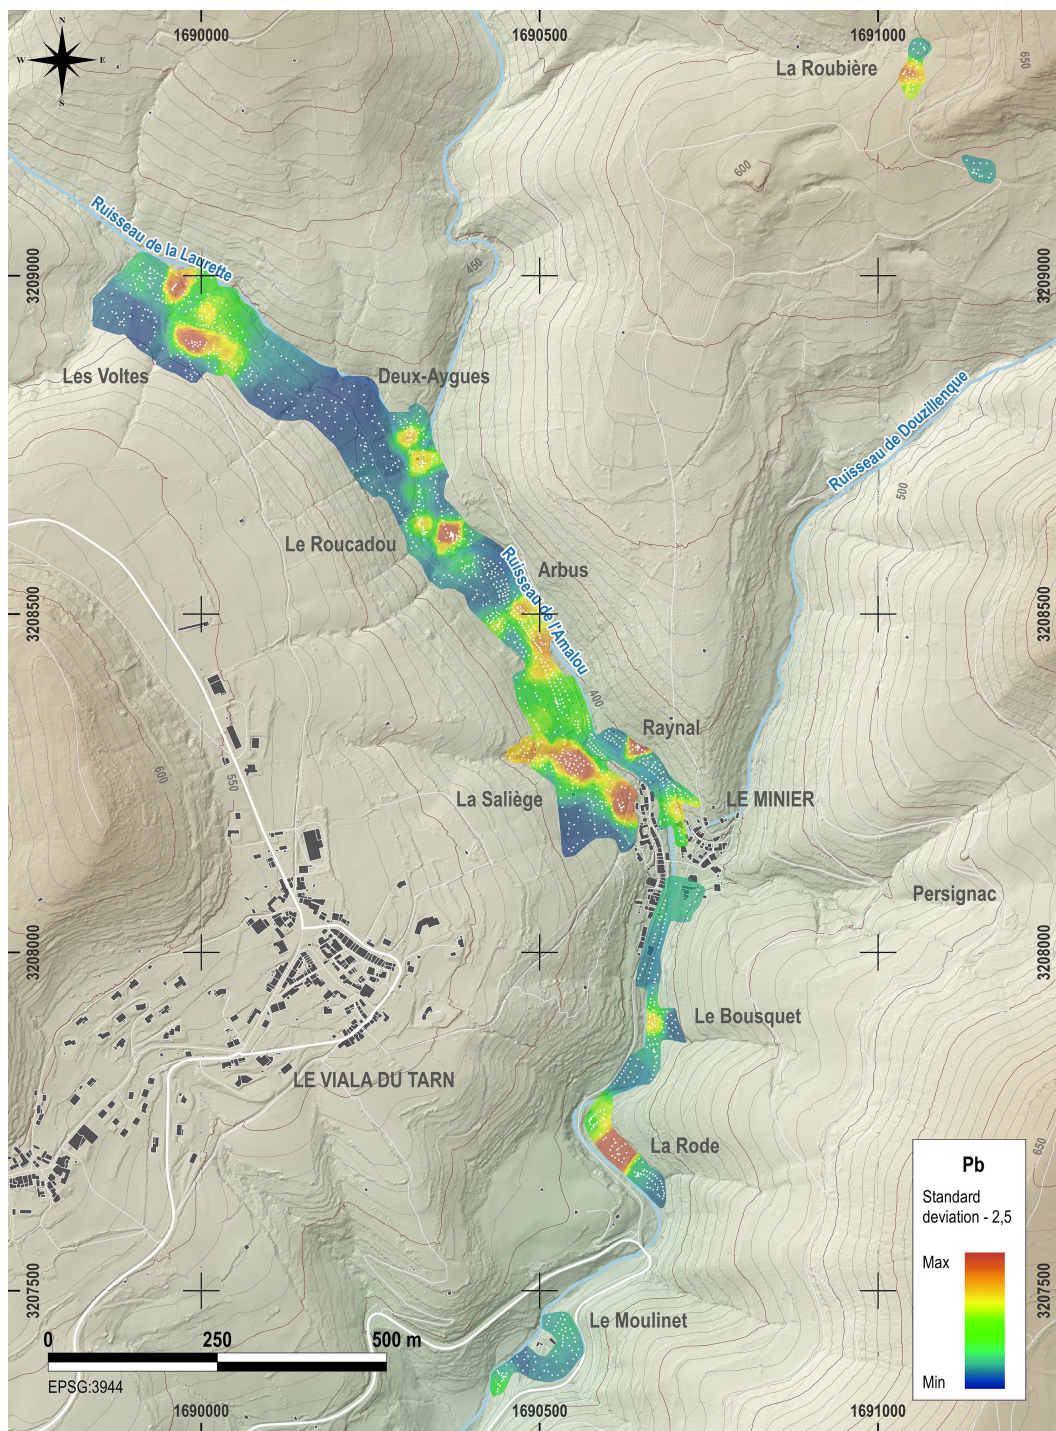 1690000
1690500
1691000
N
W
E
S
La Roubière
650
600
Ruisseau de la Laurette
450
3209000
3209000
Les Voltes
Deux-Aygues
Ruisseau de Douzillenque
500
Le Roucadou
Ruisseau de l'Amalou
Arbus
3208500
3208500
400
Raynal
600
550
La Saliège
LE MINIER
Persignac
3208000
3208000
Le Bousquet
LE VIALA DU TARN
La Rode
650
Pb
Standard
deviation - 2,5
Max
Min
3207500
3207500
Le Moulinet
0
250
500 m
EPSG:3944
1690000
1690500
1691000